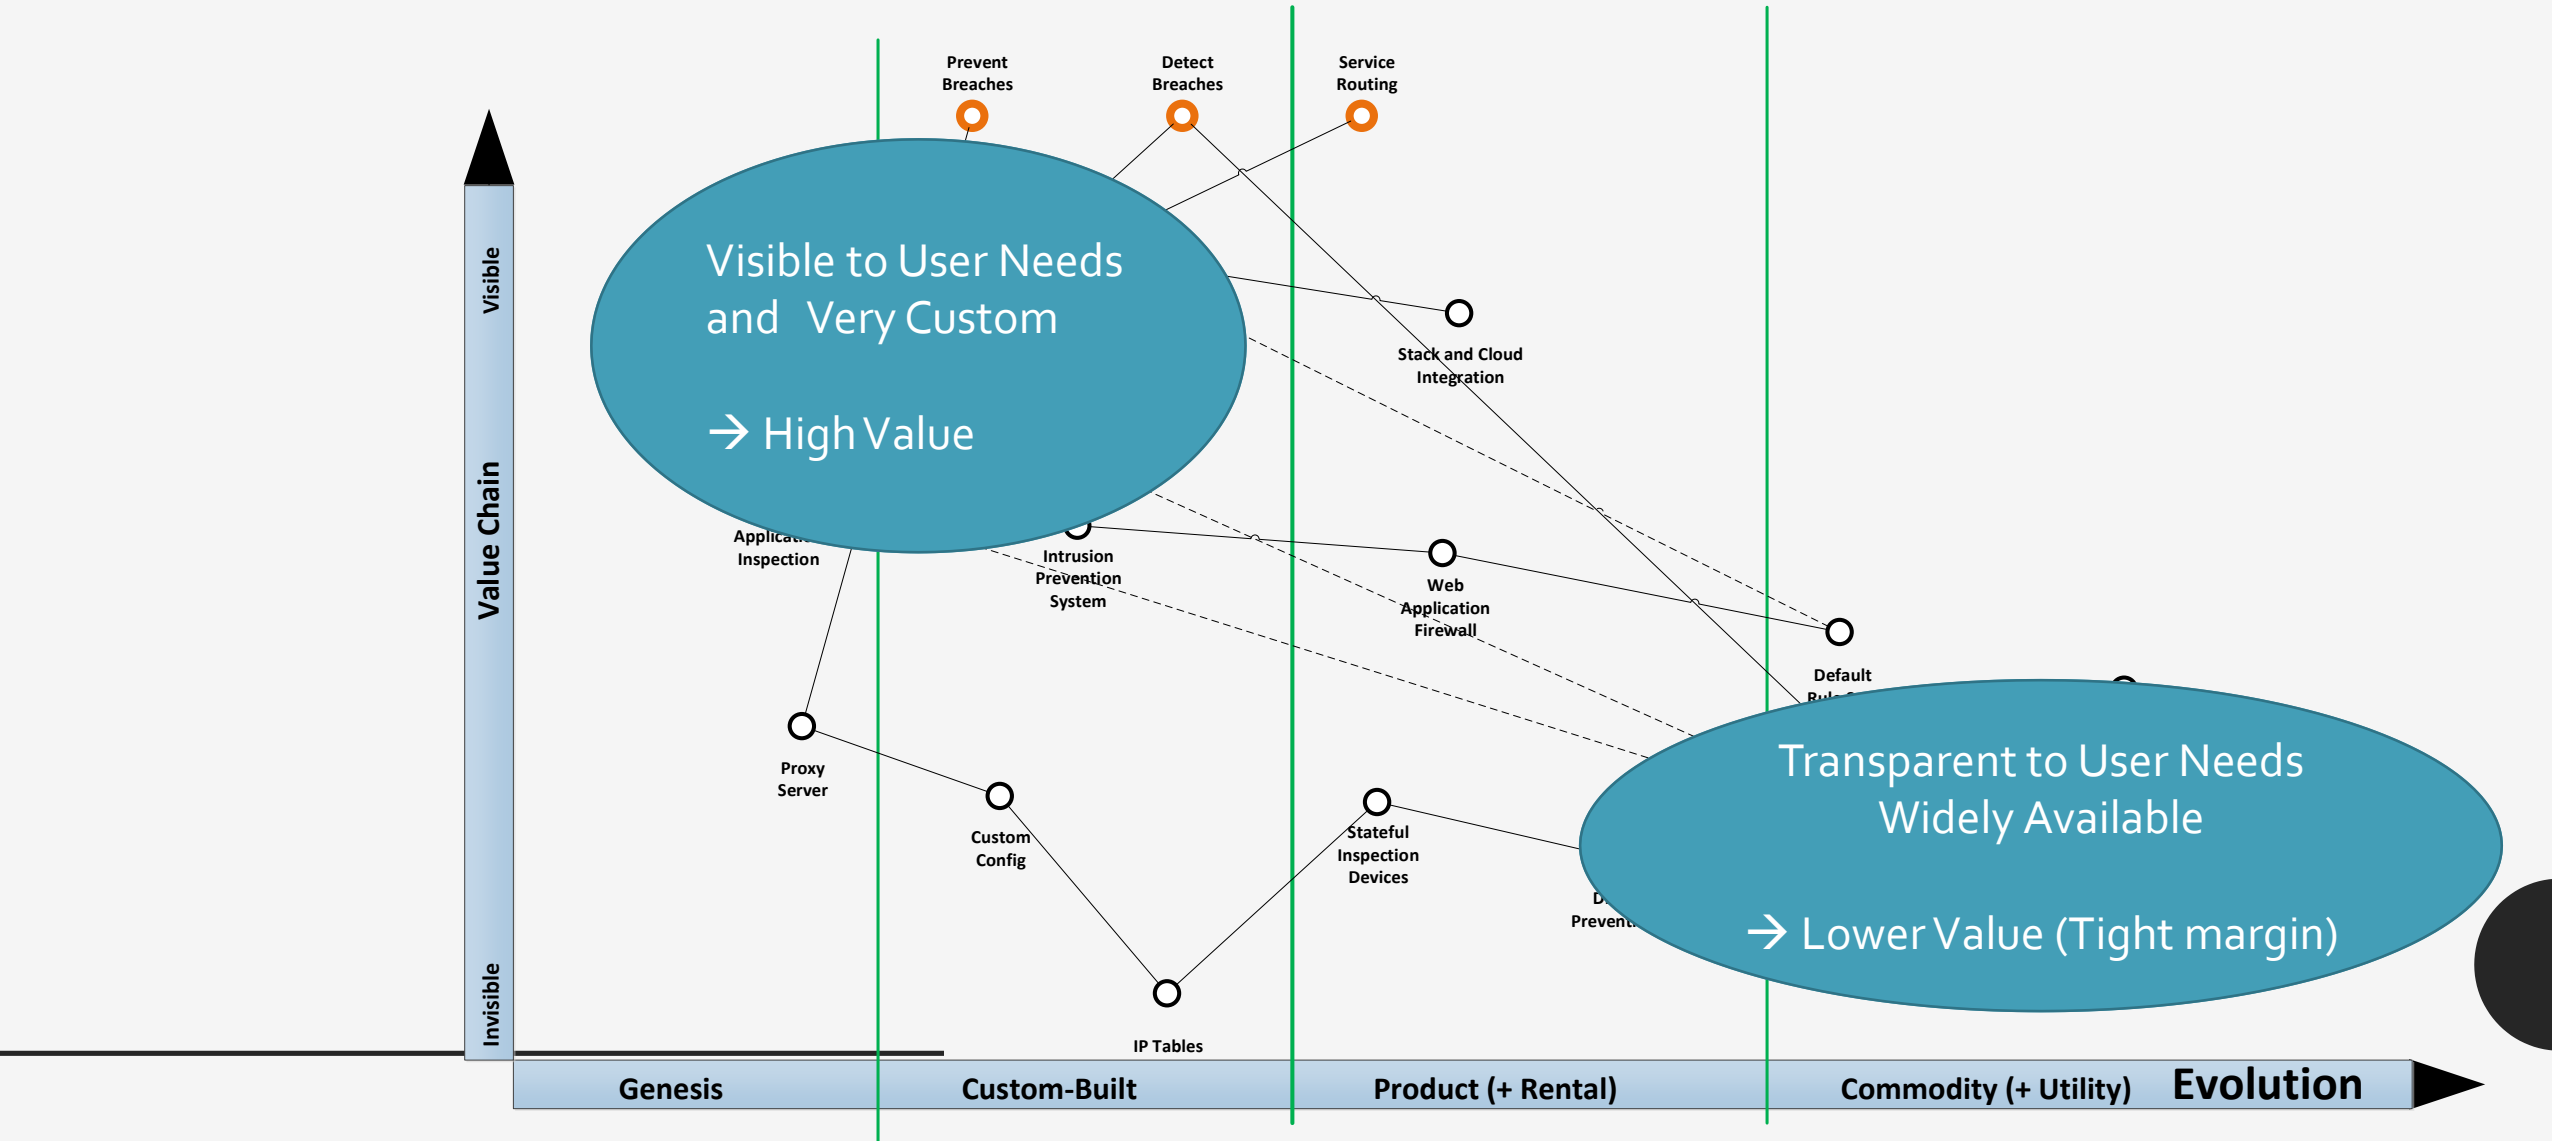 Prevent
Breaches
Detect
Breaches
Service
Routing
Visible
Value Chain
Invisible
Visible to User Needs
and Very Custom
→ High Value
Stack and Cloud
Integration
Inspection
Intrusion
Prevention
System
Web
Application
Firewall
Default
Proxy
Server
Custom
Config
Stateful
Inspection
Devices
IP Tables
Transparent to User Needs
Widely Available
→ Lower Value (Tight margin)
Genesis
Custom-Built
Product (+ Rental)
Commodity (+ Utility)
Evolution